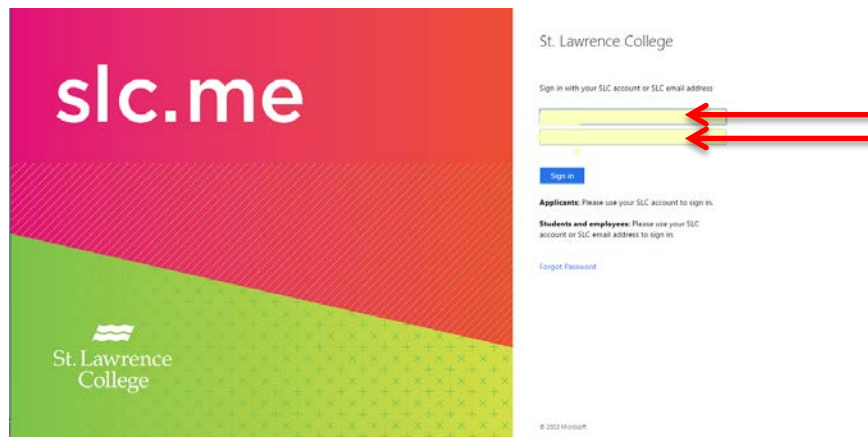 slc.me
St. Lawrence
College
St. Lawrence College
Sign in with your SLC account or SLC email address
Sign in
Applicants: Please use your SLC account to sign in.
Students and employees: Please use your SLC
account or SLC email address to sign in.
Forgot Password
© 2013 Microsoft